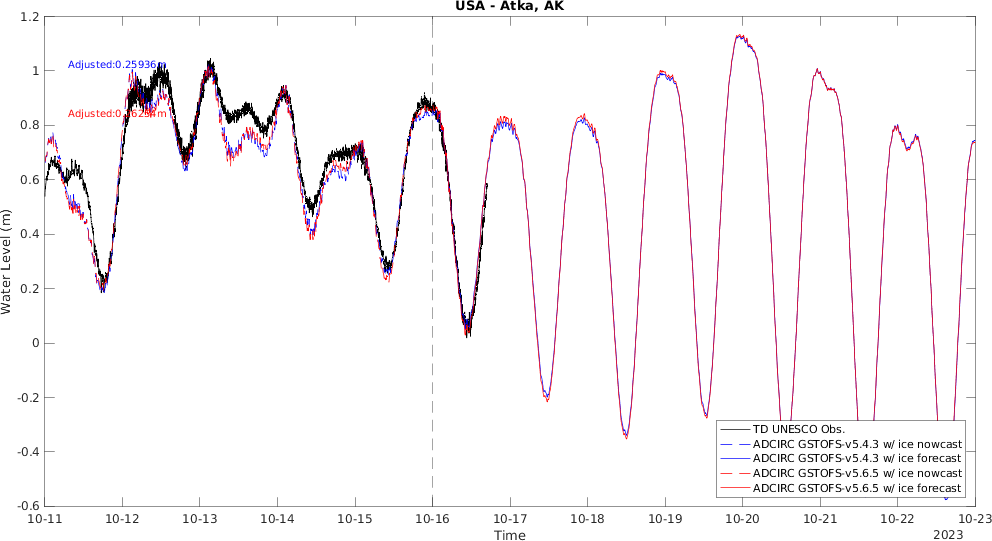 USA - Atka, AK
Adjusted:0.25936m
Water Level (m)
1.2
1
0.8
0.6
0.4
0.2
0
-0.2
-0.4
-0.6
TD UNESCO Obs.
ADCIRC GSTOFS-v5.4.3 w/ ice nowcast
ADCIRC GSTOFS-v5.4.3 w/ ice forecast
ADCIRC GSTOFS-v5.6.5 w/ ice nowcast
ADCIRC GSTOFS-v5.6.5 w/ ice forecast
10-11 10-12 10-13 10-14 10-15 10-16 10-17 10-18 10-19 10-20 10-21 10-22 10-23
Time
2023